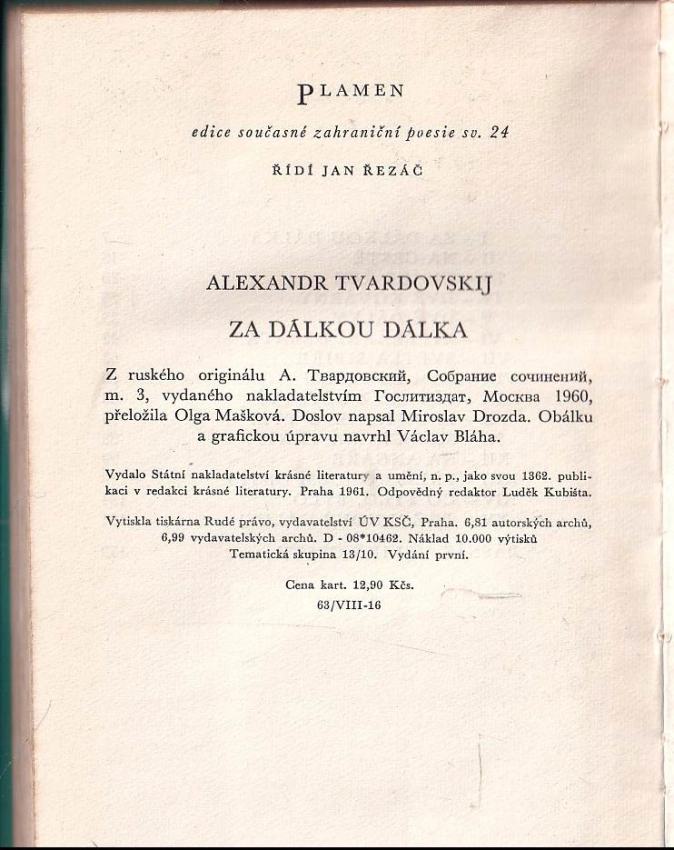 PLAMEN
edice současné zahraniční poesie sv. 24
ŘÍDÍ JAN ŘEZÁČ
ALEXANDR TVARDOVSKIJ
ZA DÁLKOU DÁLKA
Z ruského originálu А. Твардовский, Собрание сочинений,
т. 3, vydaného nakladatelstvím Гослитиздат, Москва 1960,
přeložila Olga Mašková. Doslov napsal Miroslav Drozda. Obálku
a grafickou úpravu navrhl Václav Bláha.
Vydalo Státní nakladatelství krásné literatury a umění, n. p., jako svou 1362. publi-
kaci v redakci krásné literatury. Praha 1961. Odpovědný redaktor Luděk Kubišta.
Vytiskla tiskárna Rudé právo, vydavatelství ÚV KSČ, Praha. 6,81 autorských archů,
6,99 vydavatelských archů. D - 08*10462. Náklad 10.000 výtisků
Tematická skupina 13/10. Vydání první.
Cena kart. 12,90 Kčs.
63/VIII-16